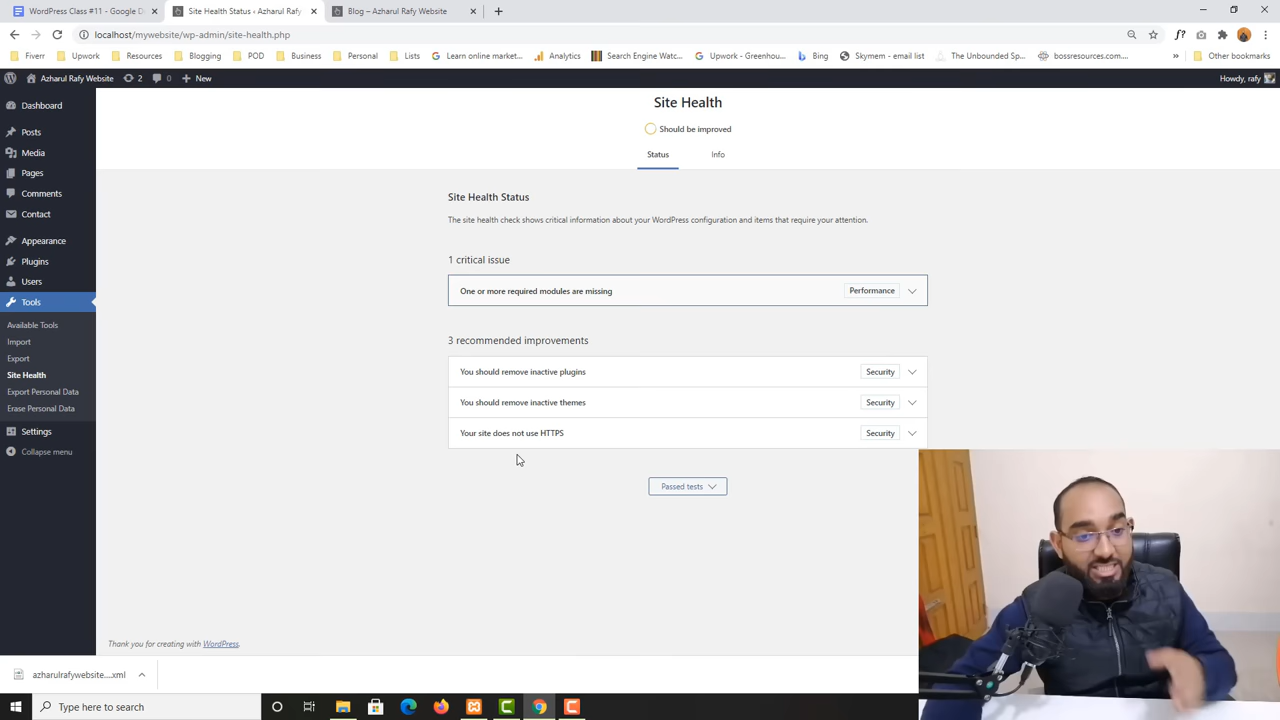 WordPress Class #11 - Google D
Site Health Status ‹ Azharul Rafy
Blog – Azharul Rafy Website
localhost/mywebsite/wp-admin/site-health.php
Fiverr
Upwork
Resources
Blogging
POD
Business
Personal
Lists
Learn online market...
Analytics
Search Engine Watc...
Upwork - Greenhou...
Bing
Skymem - email list
The Unbounded Sp...
bossresources.com...
»
Other bookmarks
Azharul Rafy Website
2
0
+ New
Howdy, rafy
Dashboard
Posts
Media
Pages
Comments
Contact
Appearance
Plugins
Users
Tools
Available Tools
Import
Export
Site Health
Export Personal Data
Erase Personal Data
Settings
Collapse menu
Site Health
Should be improved
Status
Info
Site Health Status
The site health check shows critical information about your WordPress configuration and items that require your attention.
1 critical issue
One or more required modules are missing
Performance
3 recommended improvements
You should remove inactive plugins
Security
You should remove inactive themes
Security
Your site does not use HTTPS
Security
Passed tests
Thank you for creating with WordPress.
azharulrafywebsite....xml
Type here to search